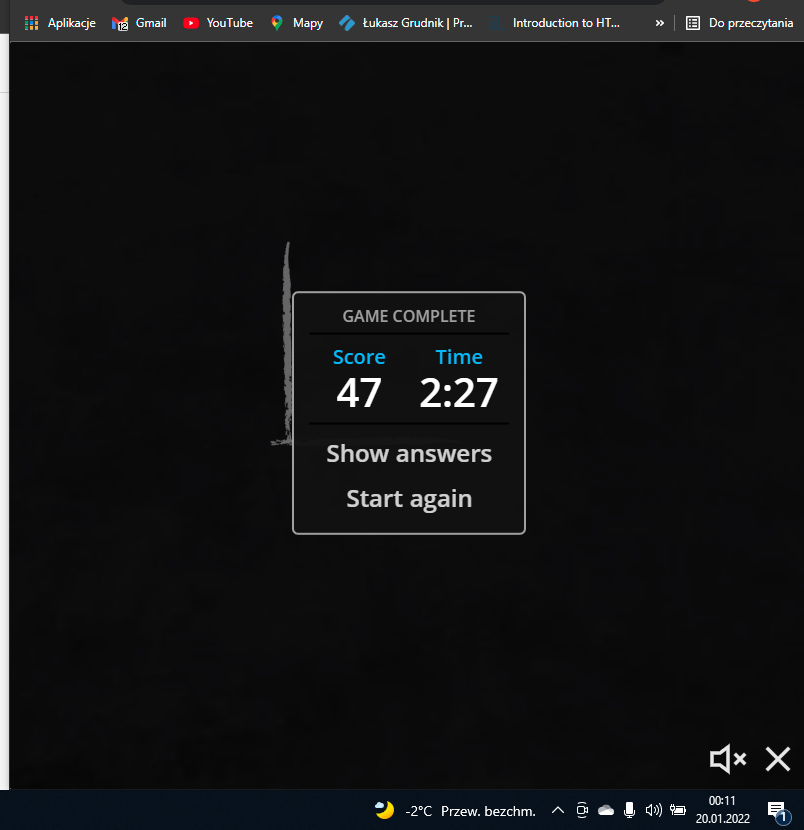 Aplikacje Gmail YouTube Mapy Łukasz Grudnik | Pr... Introduction to HT... » Do przeczytania
12
GAME COMPLETE
Score Time
47 2:27
Show answers
Start again
-2°C Przew. bezchm.
00:11
20.01.2022
1